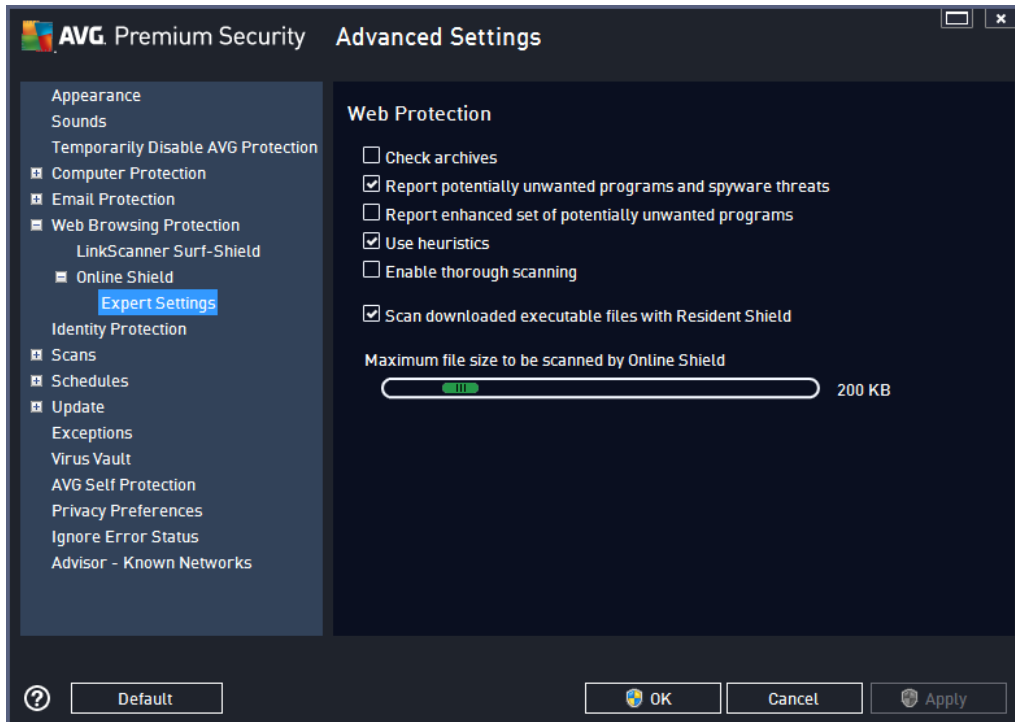 AVG. Premium Security
Advanced Settings
Appearance
Sounds
Temporarily Disable AVG Protection
Computer Protection
Email Protection
Web Browsing Protection
LinkScanner Surf-Shield
Online Shield
Expert Settings
Identity Protection
Scans
Schedules
Update
Exceptions
Virus Vault
AVG Self Protection
Privacy Preferences
Ignore Error Status
Advisor - Known Networks
Web Protection
Check archives
Report potentially unwanted programs and spyware threats
Report enhanced set of potentially unwanted programs
Use heuristics
Enable thorough scanning
Scan downloaded executable files with Resident Shield
Maximum file size to be scanned by Online Shield
200 KB
? Default OK Cancel Apply